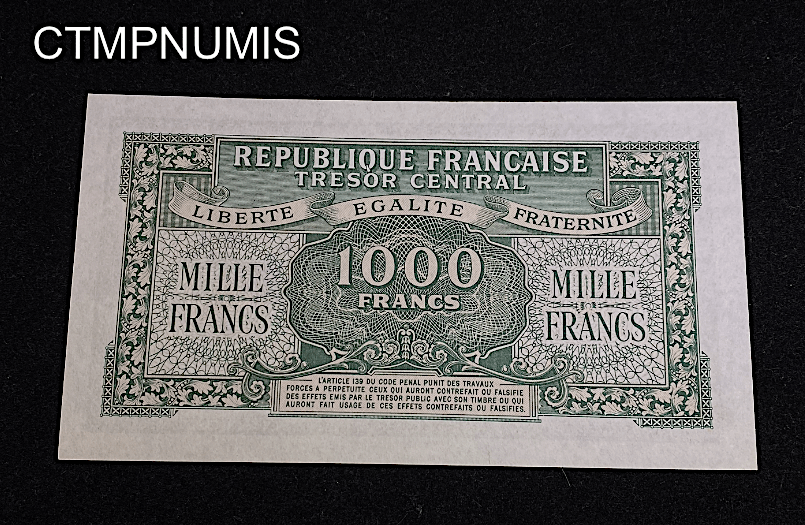 CTMPNUMIS
REPUBLIQUE FRANCAISE
TRESOR CENTRAL
LIBERTE EGALITE FRATERNITE
MILLE
FRANCS
1000
FRANCS
MILLE
FRANCS
L'ARTICLE 139 DU CODE PENAL PUNIT DES TRAVAUX
FORCES A PERPETUITE CEUX QUI AURONT CONTREFAIT OU FALSIFIE
DES EFFETS EMIS PAR LE TRESOR PUBLIC AVEC SON TIMBRE OU QUI
AURONT FAIT USAGE DE CES EFFETS CONTREFAITS OU FALSIFIES.